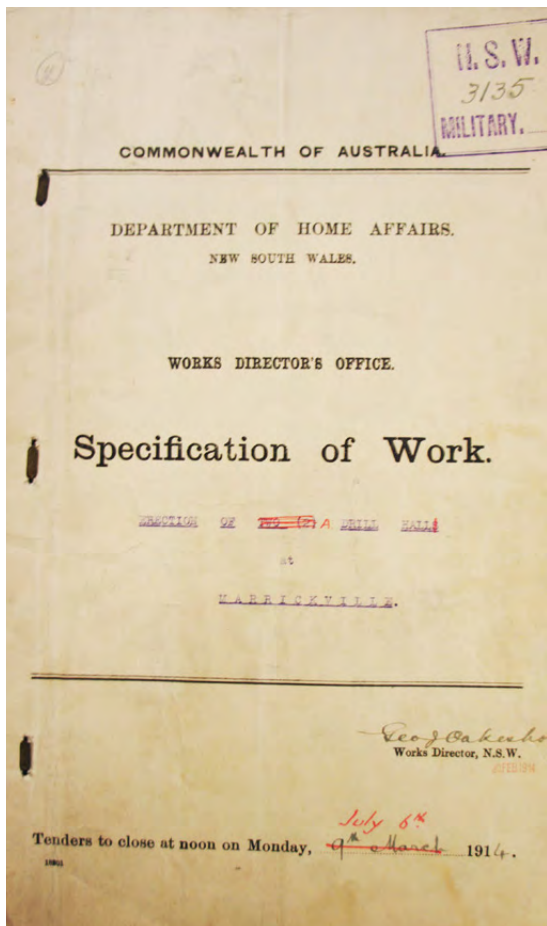 N.S.W.
3135
MILITARY.
COMMONWEALTH OF AUSTRALIA.
DEPARTMENT OF HOME AFFAIRS.
NEW SOUTH WALES.
WORKS DIRECTOR'S OFFICE.
Specification of Work.
ERECTION OF TWO (2) A DRILL HALLS
at
MARRICKVILLE.
Works Director, N.S.W.
July 6th
Tenders to close at noon on Monday, 9th March 1914.